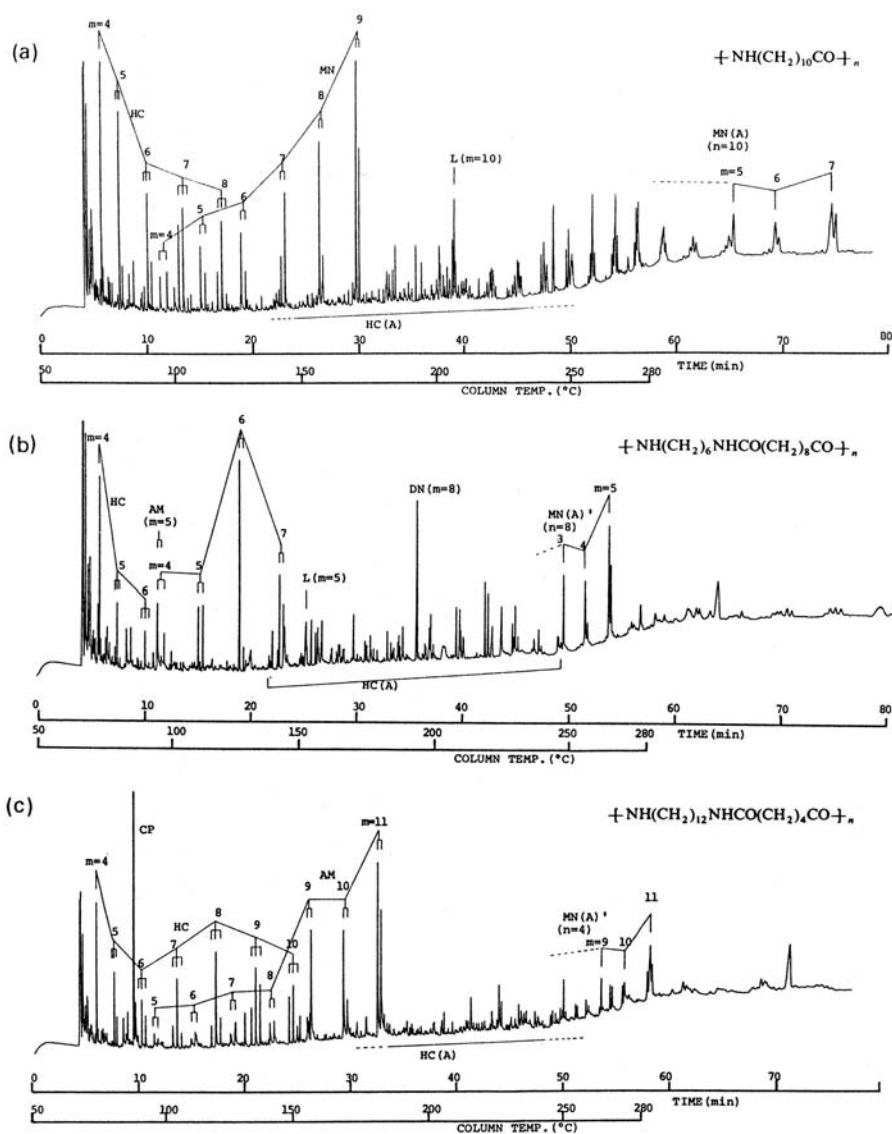 (a)
m=4
5
HC
6
7
8
m=4
5
6
7
8
9
MN
L(m=10)
HC(A)
MN(A)
(n=10)
m=5
6
7
+NH(CH2)10CO+n
0 10 20 30 40 50 60 70 80
TIME(min)
50 100 150 200 250 280
COLUMN TEMP.(°C)
(b)
m=4
HC
5
6
AM
(m=5)
m=4
5
6
7
L(m=5)
DN(m=8)
MN(A)'
(n=8)
3
4
m=5
HC(A)
+NH(CH2)6NHCO(CH2)8CO+n
0 10 20 30 40 50 60 70 80
TIME(min)
50 100 150 200 250 280
COLUMN TEMP.(°C)
(c)
m=4
5
CP
6
HC
7
8
9
10
5
6
7
8
9
AM
10
m=11
MN(A)'
(n=4)
m=9
10
11
HC(A)
+NH(CH2)12NHCO(CH2)4CO+n
0 10 20 30 40 50 60 70
TIME(min)
50 100 150 200 250 280
COLUMN TEMP.(°C)